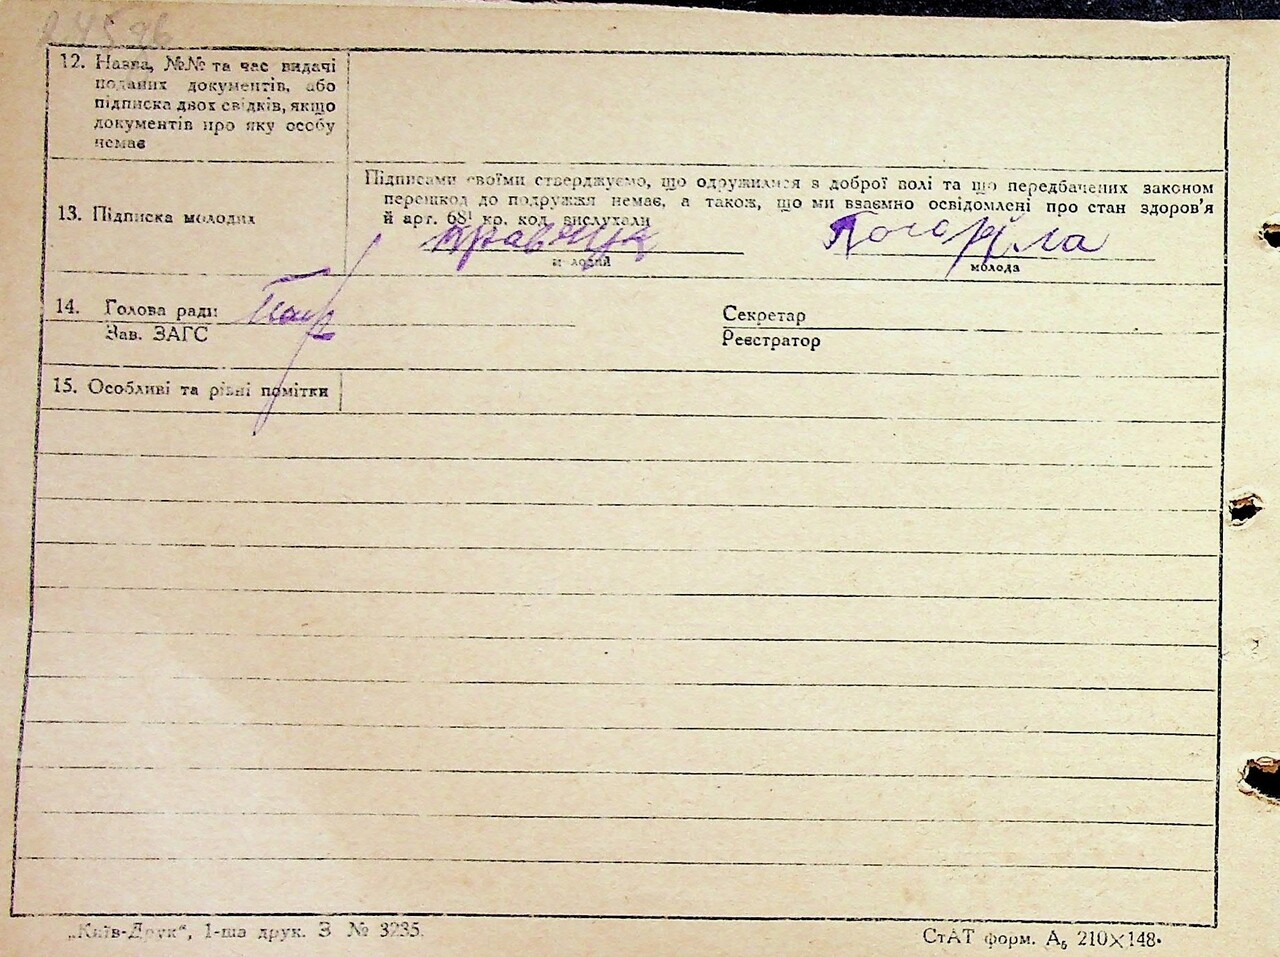 12. Назва, №№ та час видачі
поданих документів, або
підписка двох свідків, якщо
документів про яку особу
немає
Підписами своїми стверджуємо, що одружилися з доброї волі та що передбачених законом
перешкод до подружжя немає, а також, що ми взаємно освідомлені про стан здоров'я
й арт. 68¹ кр. код. вислухали
13. Підписка молодих
молодий
молода
14. Голова ради
Зав. ЗАГС
Секретар
Реєстратор
15. Особливі та різні помітки
„Київ-Друк“, 1-ша друк. З № 3235.
СтАТ форм. А₅ 210×148.